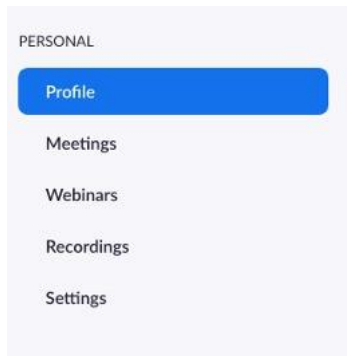 PERSONAL
Profile
Meetings
Webinars
Recordings
Settings